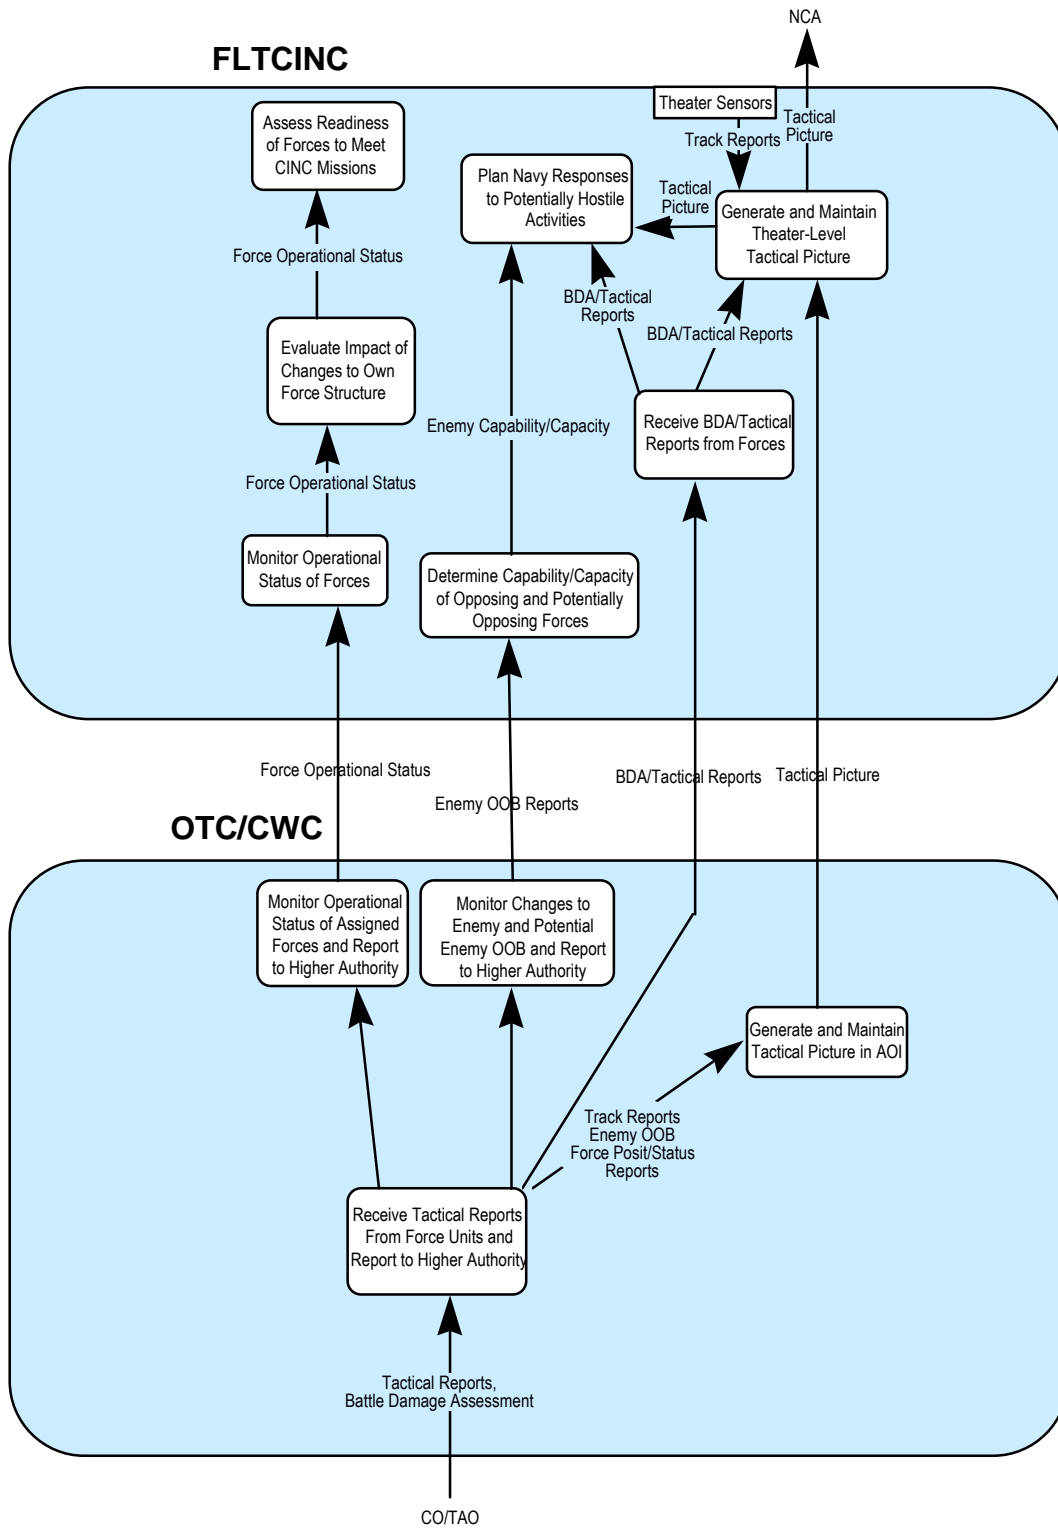 NCA
FLTCINC
Theater Sensors
Assess Readiness
of Forces to Meet
CINC Missions
Tactical
Picture
Track Reports
Plan Navy Responses
to Potentially Hostile
Activities
Tactical
Picture
Generate and Maintain
Theater-Level
Tactical Picture
Force Operational Status
BDA/Tactical
Reports
BDA/Tactical Reports
Evaluate Impact of
Changes to Own
Force Structure
Enemy Capability/Capacity
Receive BDA/Tactical
Reports from Forces
Force Operational Status
Monitor Operational
Status of Forces
Determine Capability/Capacity
of Opposing and Potentially
Opposing Forces
Force Operational Status
BDA/Tactical Reports
Tactical Picture
Enemy OOB Reports
OTC/CWC
Monitor Operational
Status of Assigned
Forces and Report
to Higher Authority
Monitor Changes to
Enemy and Potential
Enemy OOB and Report
to Higher Authority
Generate and Maintain
Tactical Picture in AOI
Track Reports
Enemy OOB
Force Posit/Status
Reports
Receive Tactical Reports
From Force Units and
Report to Higher Authority
Tactical Reports,
Battle Damage Assessment
CO/TAO